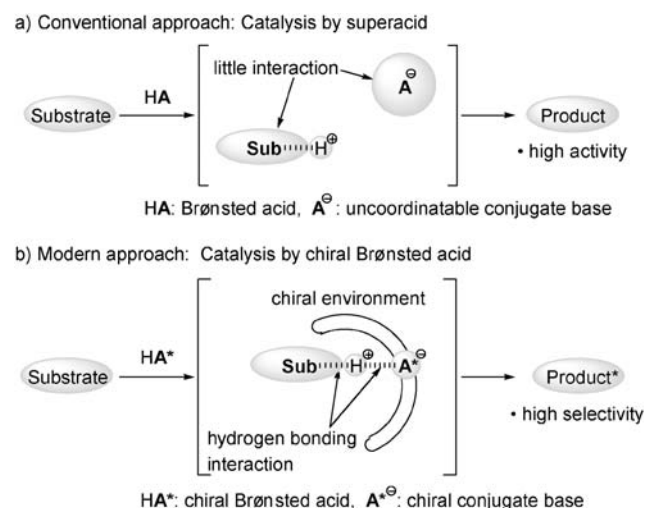 a) Conventional approach: Catalysis by superacid
little interaction
HA
A⊖
Substrate
Sub H⊕
Product
• high activity
HA: Brønsted acid, A⊖: uncoordinatable conjugate base
b) Modern approach: Catalysis by chiral Brønsted acid
chiral environment
HA*
Substrate
Sub H⊕ A*⊖
Product*
• high selectivity
hydrogen bonding
interaction
HA*: chiral Brønsted acid, A*⊖: chiral conjugate base